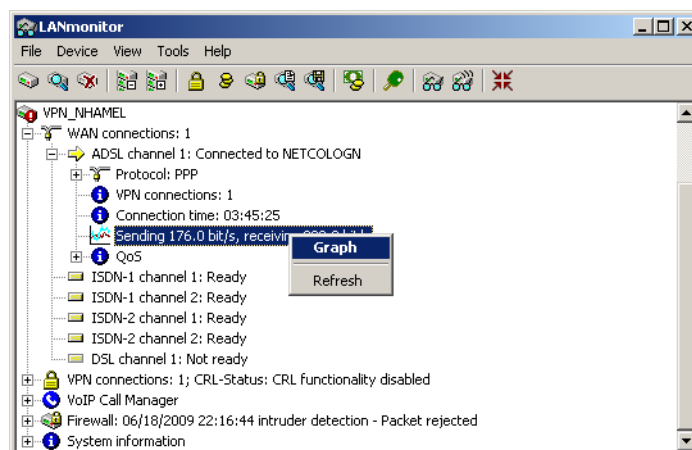 LANmonitor
File Device View Tools Help
VPN_NHAMEL
WAN connections: 1
ADSL channel 1: Connected to NETCOLOGN
Protocol: PPP
VPN connections: 1
Connection time: 03:45:25
Sending 176.0 bit/s,
Graph
QoS
Refresh
ISDN-1 channel 1: Ready
ISDN-1 channel 2: Ready
ISDN-2 channel 1: Ready
ISDN-2 channel 2: Ready
DSL channel 1: Not ready
VPN connections: 1; CRL-Status: CRL functionality disabled
VoIP Call Manager
Firewall: 06/18/2009 22:16:44 intruder detection - Packet rejected
System information